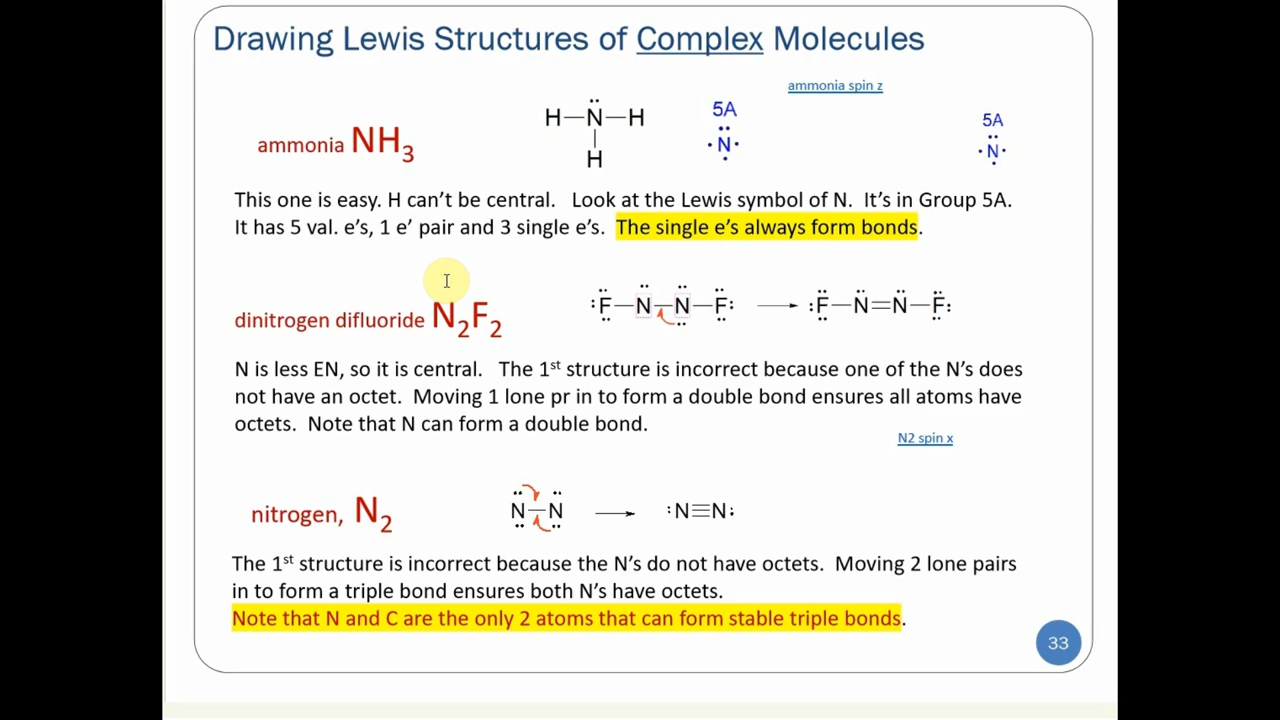 Drawing Lewis Structures of Complex Molecules
ammonia spin z
ammonia NH₃
H—N—H
H
5A
N
5A
N
This one is easy. H can't be central. Look at the Lewis symbol of N. It's in Group 5A.
It has 5 val. e's, 1 e' pair and 3 single e's. The single e's always form bonds.
dinitrogen difluoride N₂F₂
:F—N—N—F: → :F—N=N—F:
N is less EN, so it is central. The 1ˢᵗ structure is incorrect because one of the N's does
not have an octet. Moving 1 lone pr in to form a double bond ensures all atoms have
octets. Note that N can form a double bond.
N2 spin x
nitrogen, N₂
N—N → :N≡N:
The 1ˢᵗ structure is incorrect because the N's do not have octets. Moving 2 lone pairs
in to form a triple bond ensures both N's have octets.
Note that N and C are the only 2 atoms that can form stable triple bonds.
33